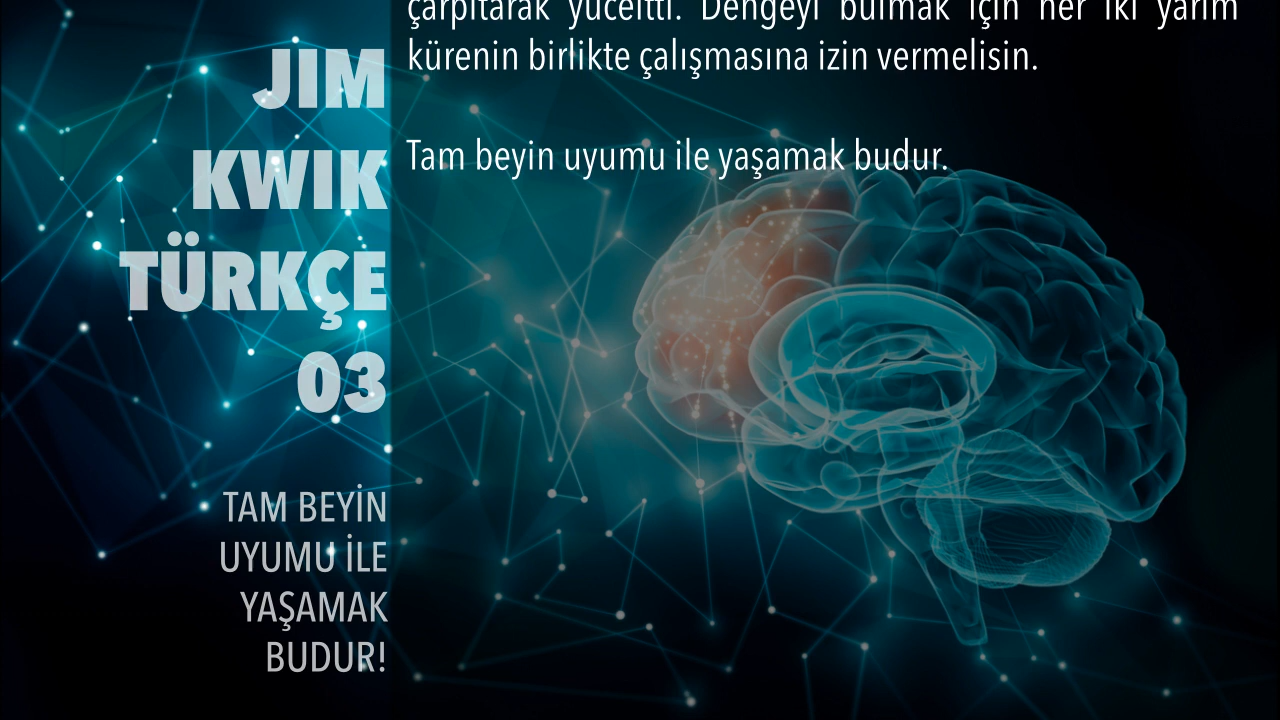 JIM
KWIK
TÜRKÇE
03
TAM BEYİN
UYUMU İLE
YAŞAMAK
BUDUR!
çarpıtarak yüceltti. Dengeyi bulmak için her iki yarım
kürenin birlikte çalışmasına izin vermelisin.
Tam beyin uyumu ile yaşamak budur.